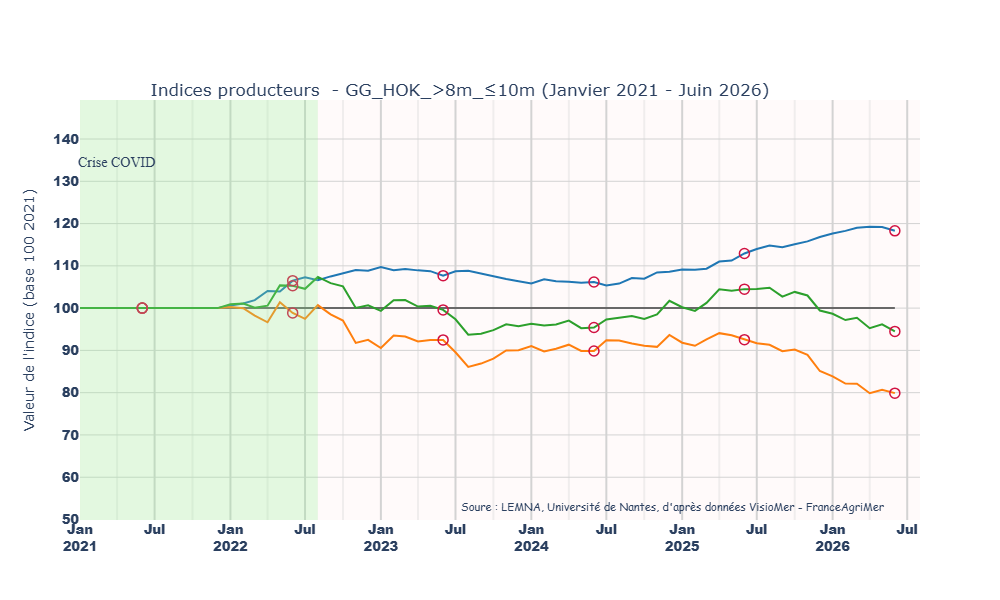 Indices producteurs - GG_HOK_>8m_≤10m (Janvier 2021 - Juin 2026)
Valeur de l'indice (base 100 2021)
140
130
120
110
100
90
80
70
60
50
Crise COVID
Soure : LEMNA, Université de Nantes, d'après données VisioMer - FranceAgriMer
Jan Jul Jan Jul Jan Jul Jan Jul Jan Jul Jan Jul
2021 2022 2023 2024 2025 2026